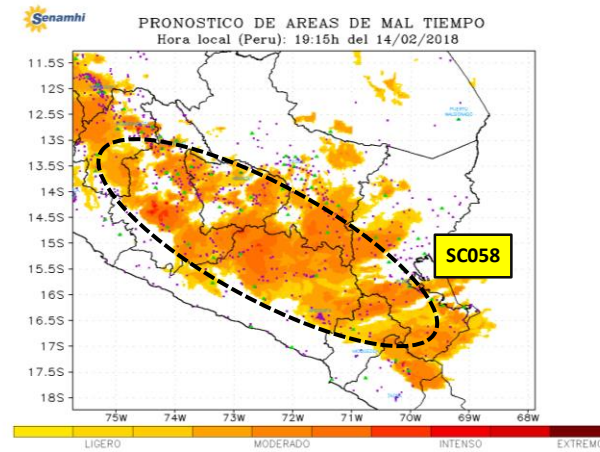 Senamhi
PRONOSTICO DE AREAS DE MAL TIEMPO
Hora local (Peru): 19:15h del 14/02/2018
11.5S
12S
12.5S
PUERTO
MALDONADO
13S
13.5S
14S
14.5S
15S
SC058
15.5S
16S
16.5S
17S
17.5S
18S
75W 74W 73W 72W 71W 70W 69W 68W
LIGERO MODERADO INTENSO EXTREMO